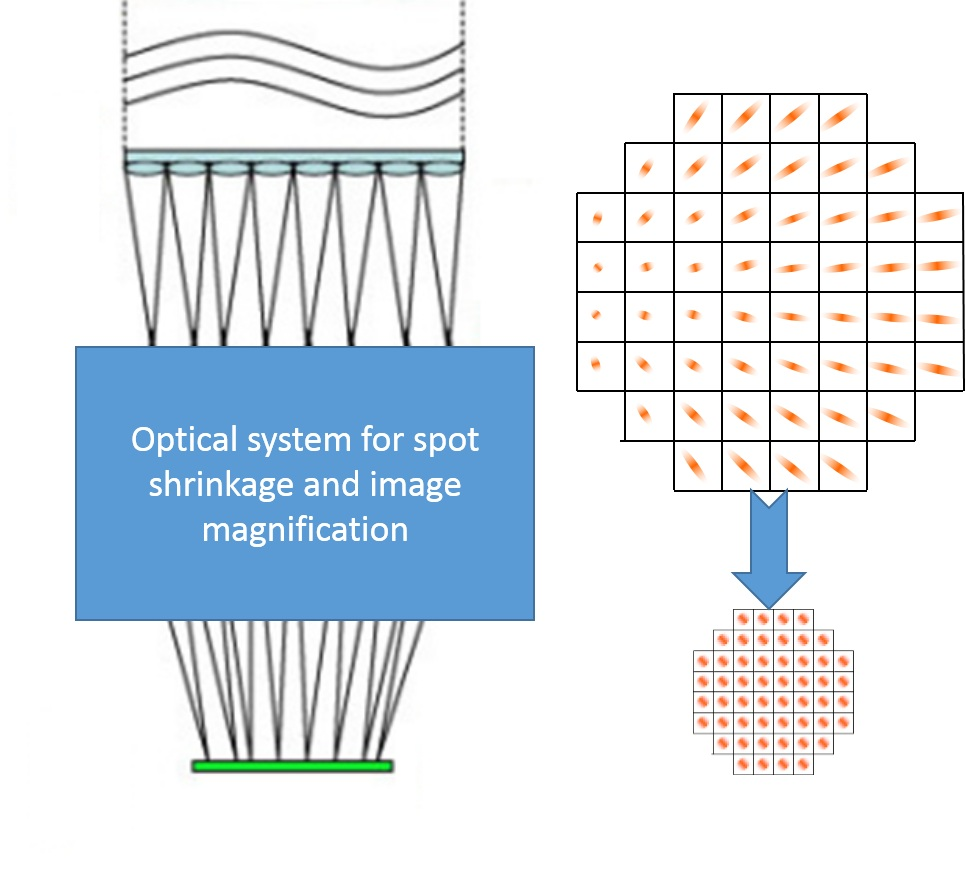 Optical system for spot
shrinkage and image
magnification